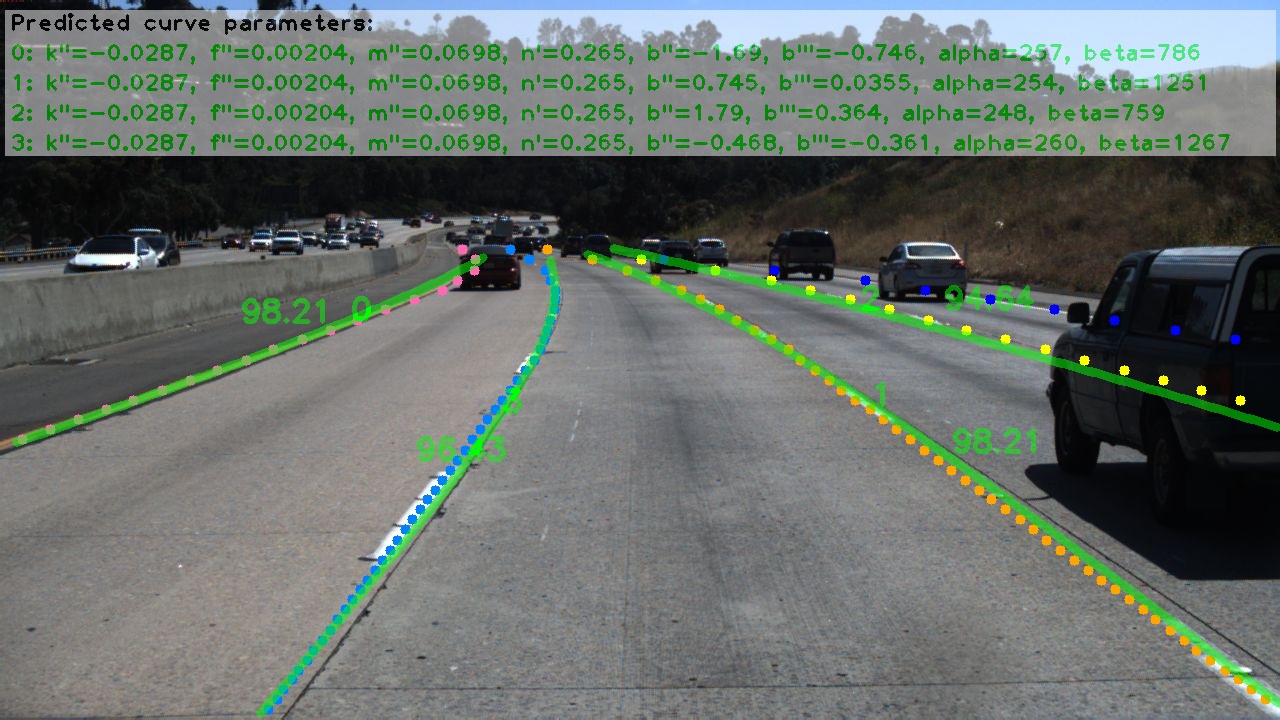 Predicted curve parameters:
0: k''=-0.0287, f''=0.00204, m''=0.0698, n'=0.265, b''=-1.69, b'''=-0.746, alpha=257, beta=786
1: k''=-0.0287, f''=0.00204, m''=0.0698, n'=0.265, b''=0.745, b'''=0.0355, alpha=254, beta=1251
2: k''=-0.0287, f''=0.00204, m''=0.0698, n'=0.265, b''=1.79, b'''=0.364, alpha=248, beta=759
3: k''=-0.0287, f''=0.00204, m''=0.0698, n'=0.265, b''=-0.468, b'''=-0.361, alpha=260, beta=1267
98.21 0
2 94.64
1
3
96.43
98.21